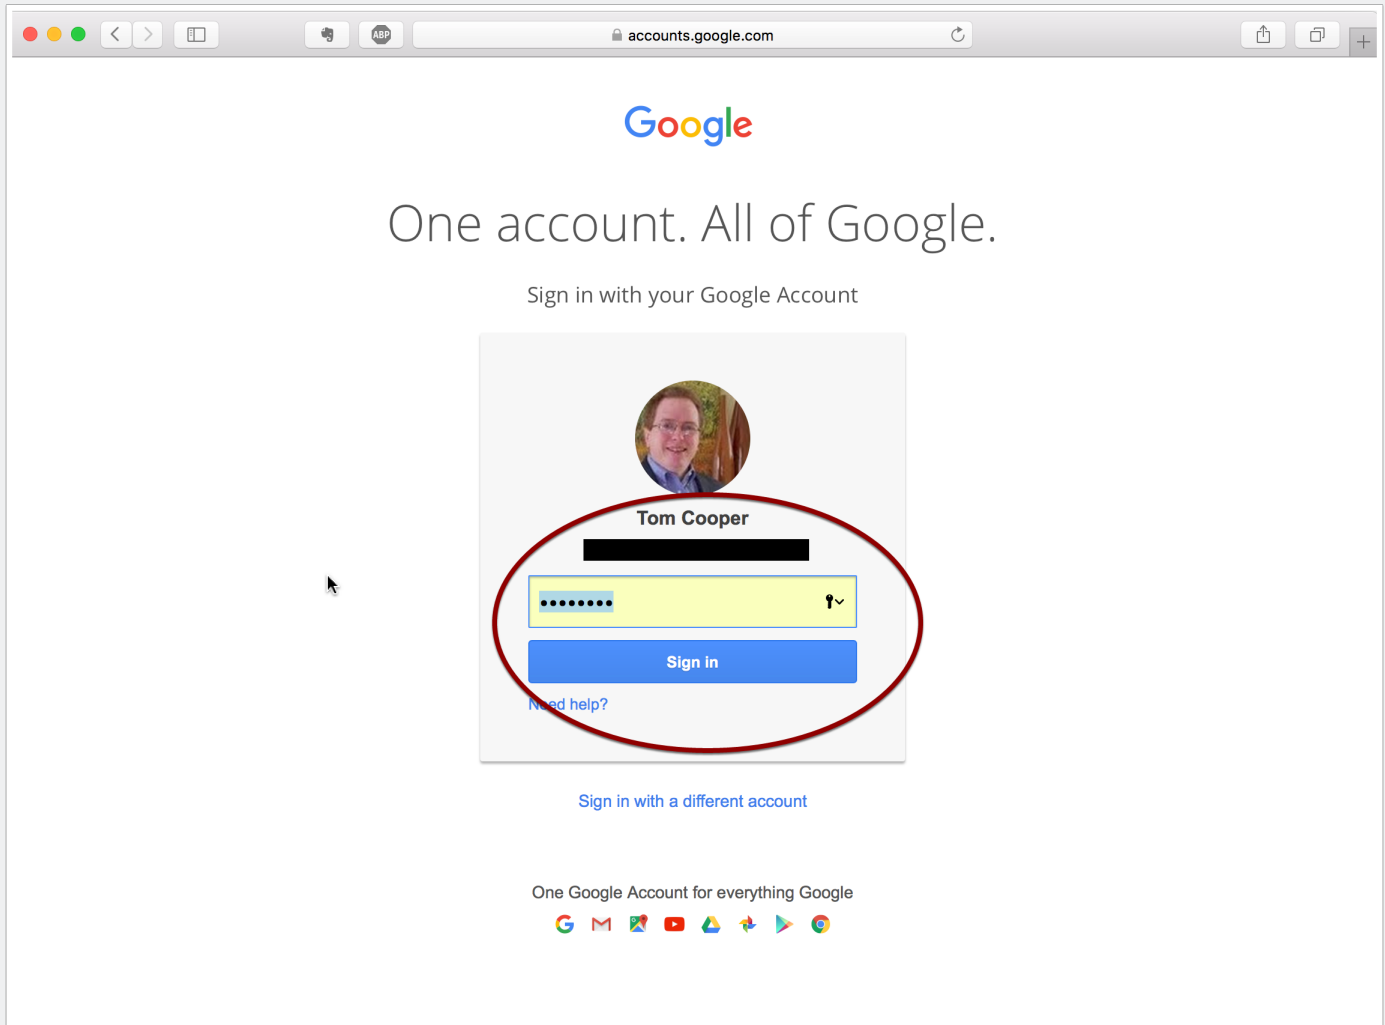 ABP
accounts.google.com
Google
One account. All of Google.
Sign in with your Google Account
Tom Cooper
••••••••
Sign in
Need help?
Sign in with a different account
One Google Account for everything Google